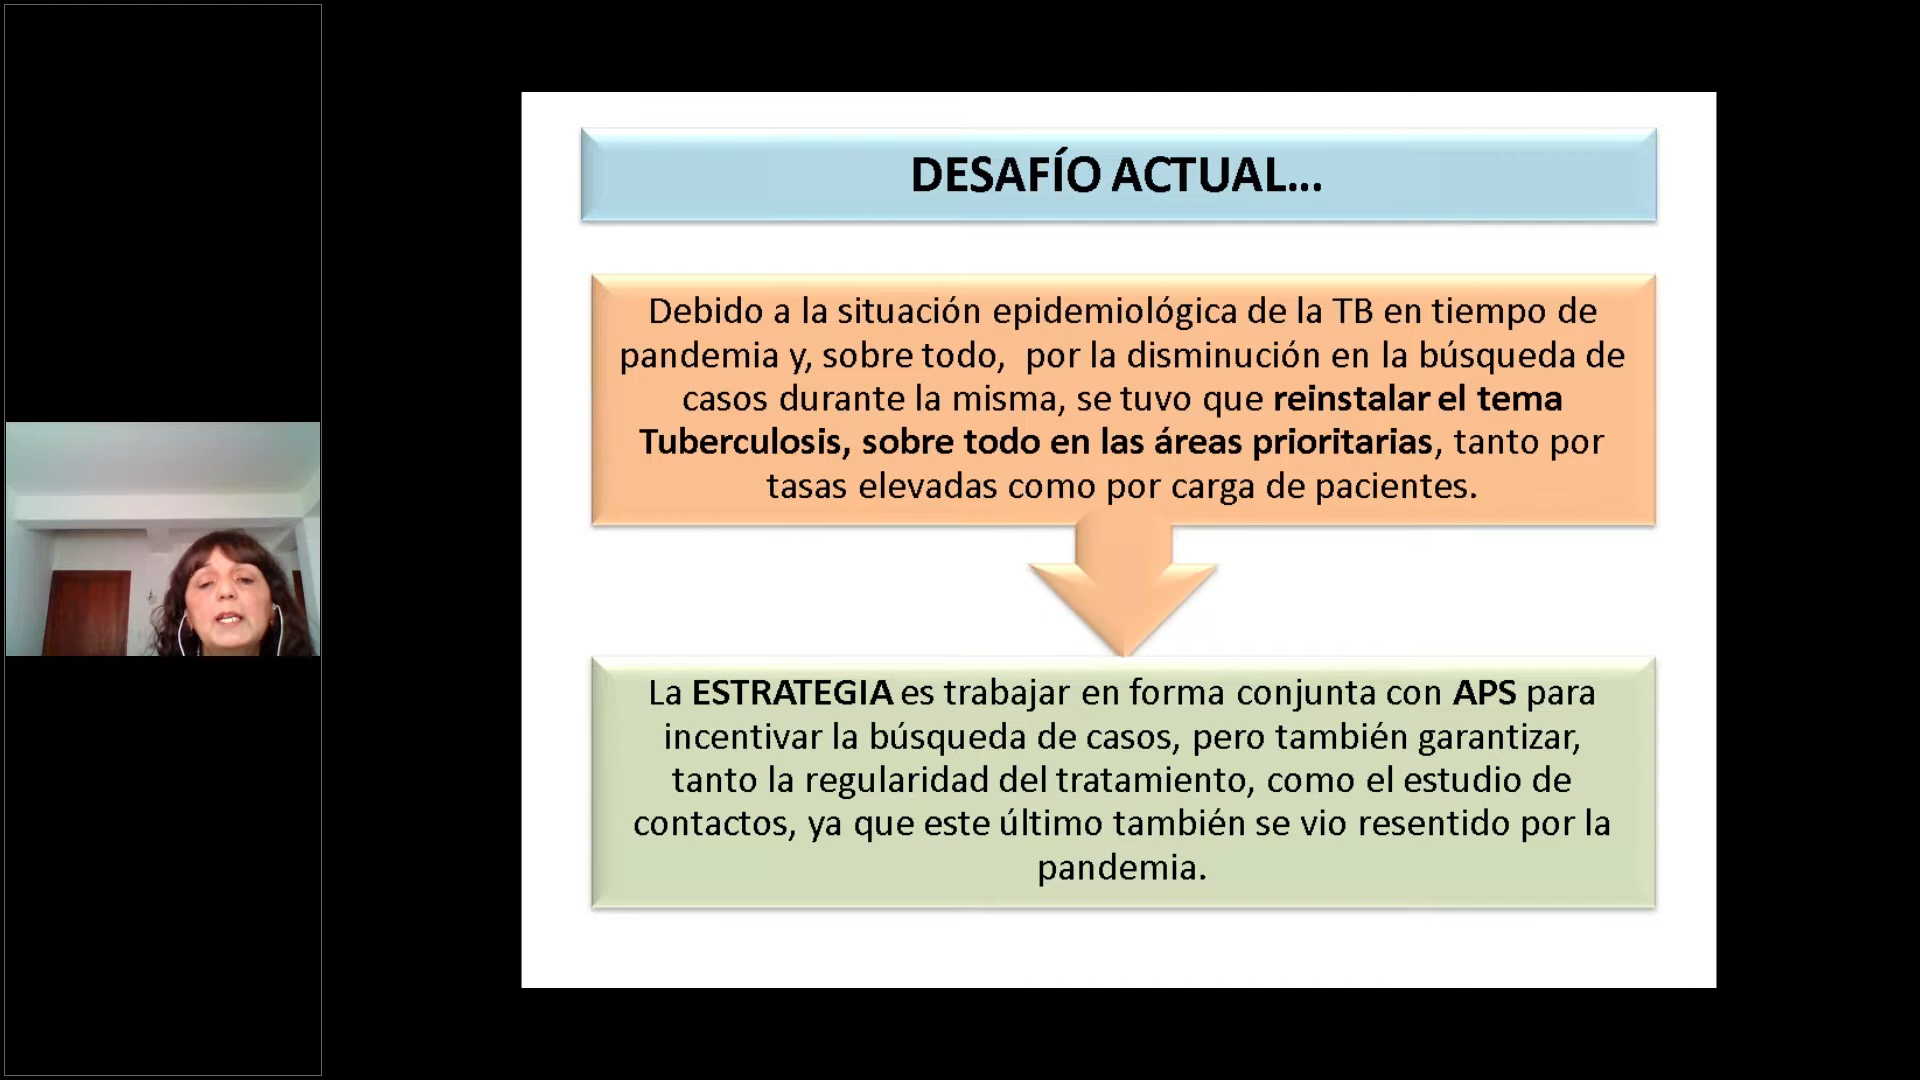 DESAFÍO ACTUAL...
Debido a la situación epidemiológica de la TB en tiempo de
pandemia y, sobre todo,  por la disminución en la búsqueda de
casos durante la misma, se tuvo que reinstalar el tema
Tuberculosis, sobre todo en las áreas prioritarias, tanto por
tasas elevadas como por carga de pacientes.
La ESTRATEGIA es trabajar en forma conjunta con APS para
incentivar la búsqueda de casos, pero también garantizar,
tanto la regularidad del tratamiento, como el estudio de
contactos, ya que este último también se vio resentido por la
pandemia.